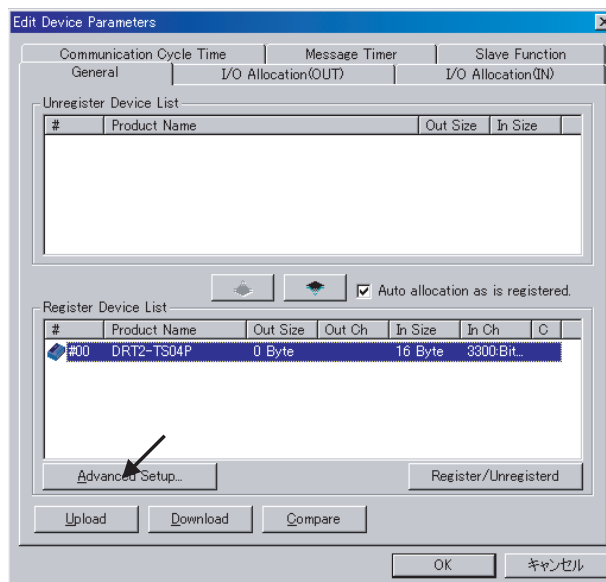 Edit Device Parameters
Communication Cycle Time Message Timer Slave Function
General I/O Allocation(OUT) I/O Allocation(IN)
Unregister Device List
# Product Name Out Size In Size
Auto allocation as is registered.
Register Device List
# Product Name Out Size Out Ch In Size In Ch C
#00 DRT2-TS04P 0 Byte 16 Byte 3300:Bit...
Advanced Setup... Register/Unregisterd
Upload Download Compare
OK キャンセル